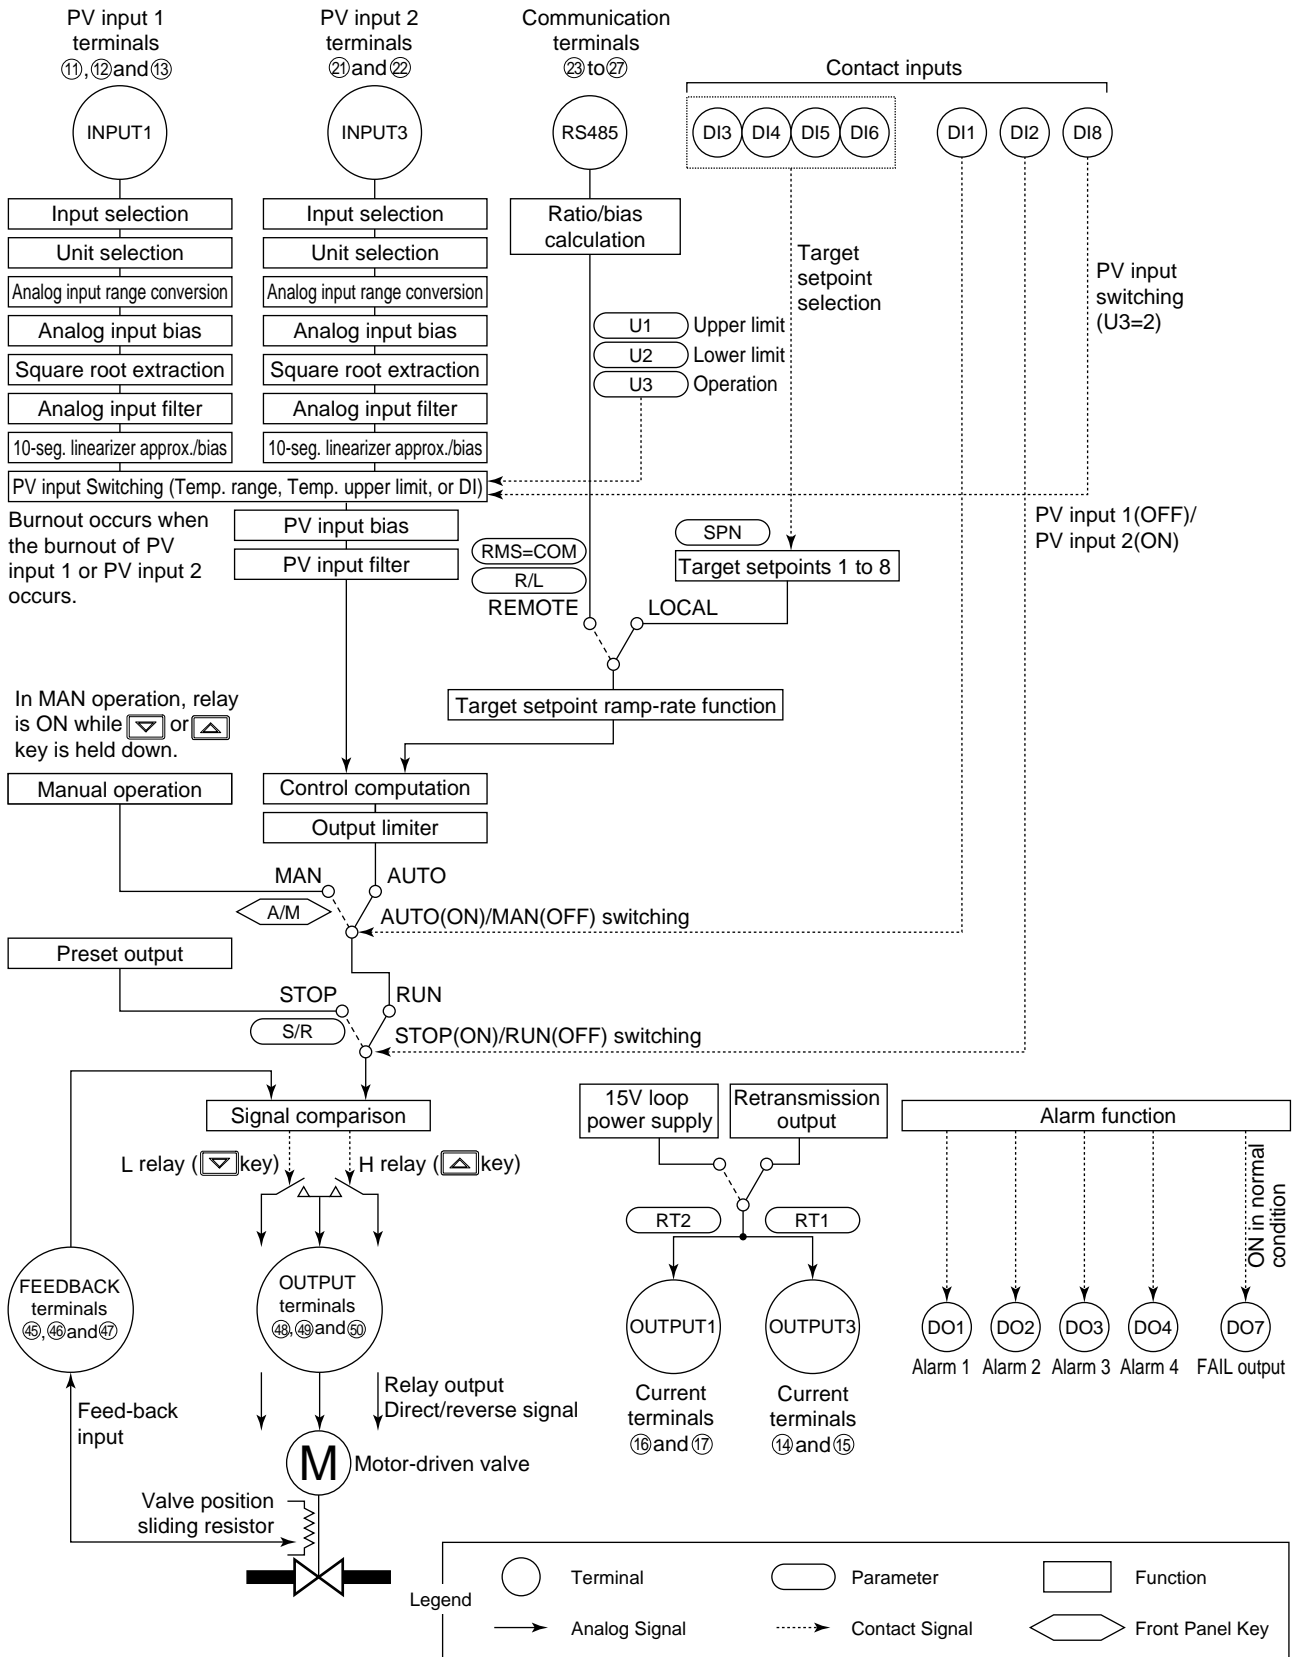 PV input 1
terminals
⑪,⑫and⑬
PV input 2
terminals
㉑and㉒
Communication
terminals
㉓to㉗
Contact inputs
INPUT1
INPUT3
RS485
DI3
DI4
DI5
DI6
DI1
DI2
DI8
Input selection
Unit selection
Analog input range conversion
Analog input bias
Square root extraction
Analog input filter
10-seg. linearizer approx./bias
Input selection
Unit selection
Analog input range conversion
Analog input bias
Square root extraction
Analog input filter
10-seg. linearizer approx./bias
Ratio/bias
calculation
Target
setpoint
selection
PV input
switching
(U3=2)
U1 Upper limit
U2 Lower limit
U3 Operation
PV input Switching (Temp. range, Temp. upper limit, or DI)
Burnout occurs when
the burnout of PV
input 1 or PV input 2
occurs.
PV input bias
PV input filter
RMS=COM
R/L
REMOTE
LOCAL
SPN
Target setpoints 1 to 8
PV input 1(OFF)/
PV input 2(ON)
In MAN operation, relay
is ON while or
key is held down.
Target setpoint ramp-rate function
Manual operation
Control computation
Output limiter
MAN
AUTO
A/M
AUTO(ON)/MAN(OFF) switching
Preset output
STOP
RUN
S/R
STOP(ON)/RUN(OFF) switching
Signal comparison
L relay ( key)
H relay ( key)
15V loop
power supply
Retransmission
output
Alarm function
ON in normal
condition
RT2
RT1
FEEDBACK
terminals
㊺,㊻and㊼
OUTPUT
terminals
㊽,㊾and㊿
OUTPUT1
OUTPUT3
DO1
DO2
DO3
DO4
DO7
Alarm 1
Alarm 2
Alarm 3
Alarm 4
FAIL output
Current
terminals
⑯and⑰
Current
terminals
⑭and⑮
Feed-back
input
Relay output
Direct/reverse signal
M
Motor-driven valve
Valve position
sliding resistor
Legend
Terminal
Parameter
Function
Analog Signal
Contact Signal
Front Panel Key